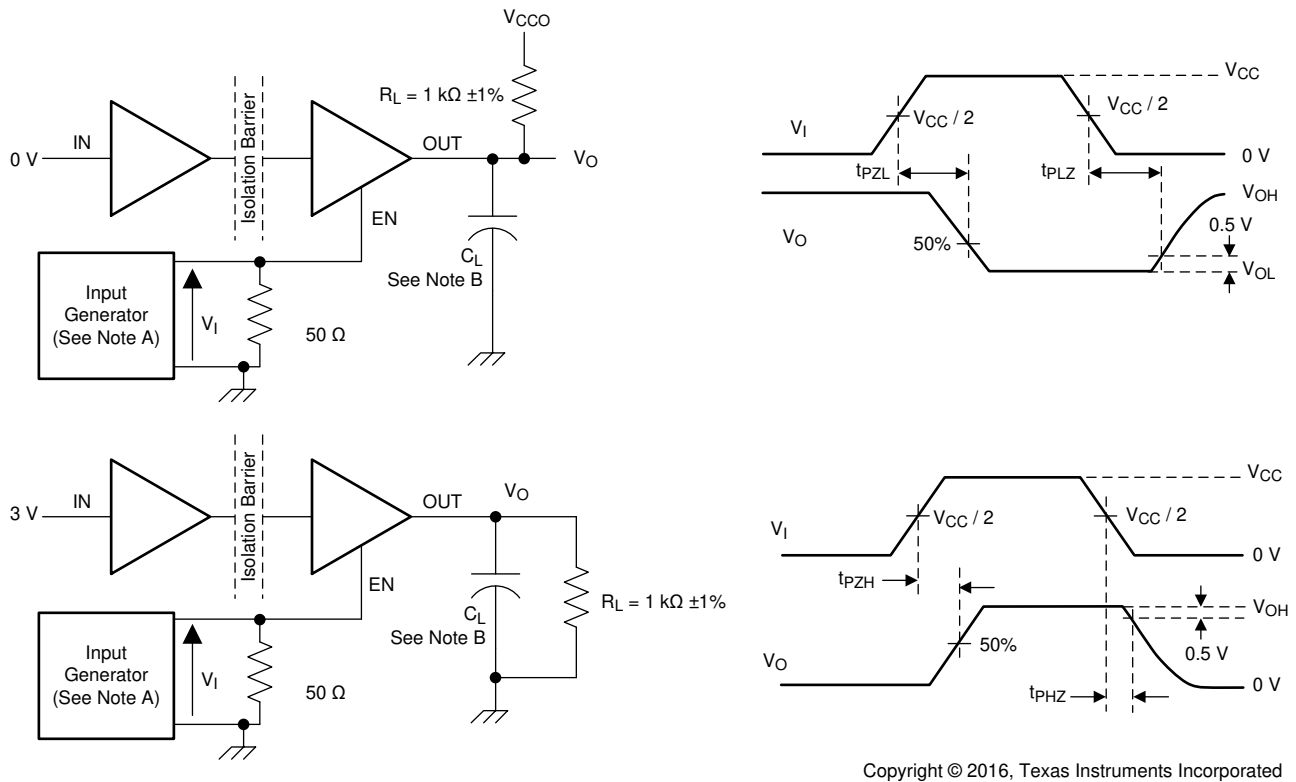 VCCO
RL = 1 kΩ ±1%
0 V
IN
Isolation Barrier
OUT
VO
EN
CL
See Note B
Input
Generator
(See Note A)
VI
50 Ω
VCC
VCC / 2
VCC / 2
VI
0 V
tPZL
tPLZ
VOH
0.5 V
VO
50%
VOL
3 V
IN
Isolation Barrier
OUT
VO
EN
CL
See Note B
RL = 1 kΩ ±1%
Input
Generator
(See Note A)
VI
50 Ω
VCC
VCC / 2
VCC / 2
VI
0 V
tPZH
VOH
0.5 V
50%
VO
0 V
tPHZ
Copyright © 2016, Texas Instruments Incorporated